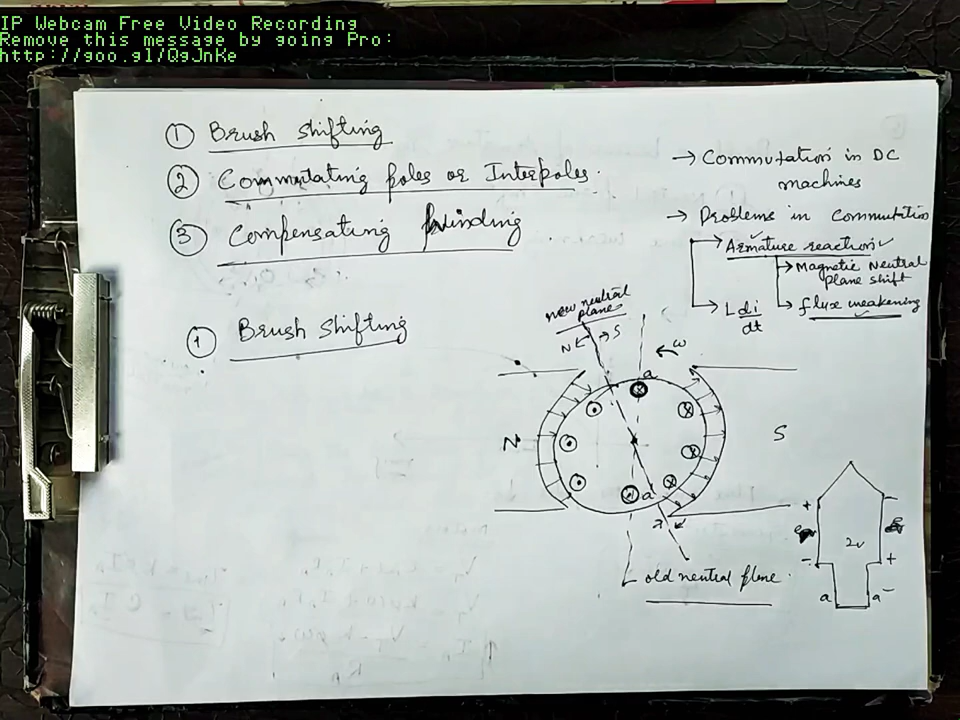 IP Webcam Free Video Recording
Remove this message by going Pro:
http://goo.gl/QgJnKe
① Brush shifting
② Commutating poles or Interpoles.
③ Compensating Winding
→ Commutation in DC
machines
→ Problems in Commutation
→ Armature reaction ✓
→ Magnetic Neutral
Plane shift
→ flux weakening
→ L di/dt
① Brush shifting
new neutral
plane
N S
ω
a
N
S
a'
old neutral plane.
+ −
2v
− +
a a'